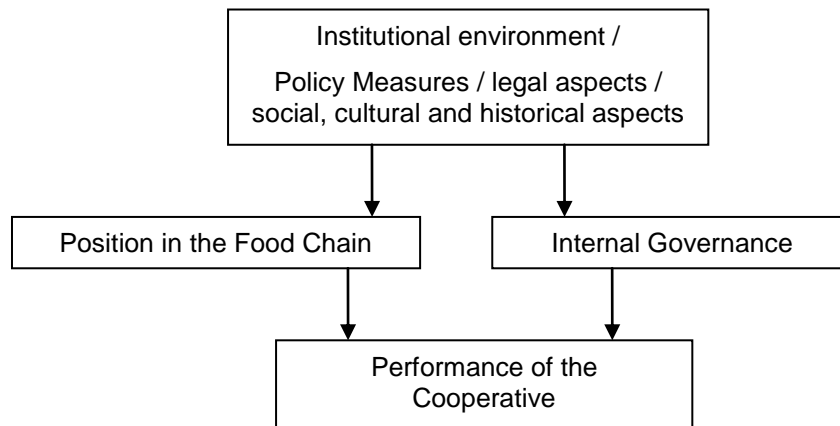 Institutional environment /
Policy Measures / legal aspects /
social, cultural and historical aspects
Position in the Food Chain
Internal Governance
Performance of the
Cooperative